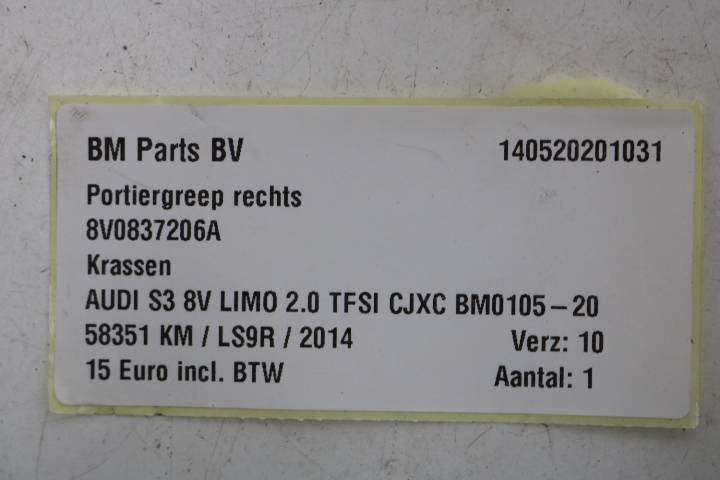 BM Parts BV 140520201031
Portiergreep rechts
8V0837206A
Krassen
AUDI S3 8V LIMO 2.0 TFSI CJXC BM0105-20
58351 KM / LS9R / 2014 Verz: 10
15 Euro incl. BTW Aantal: 1